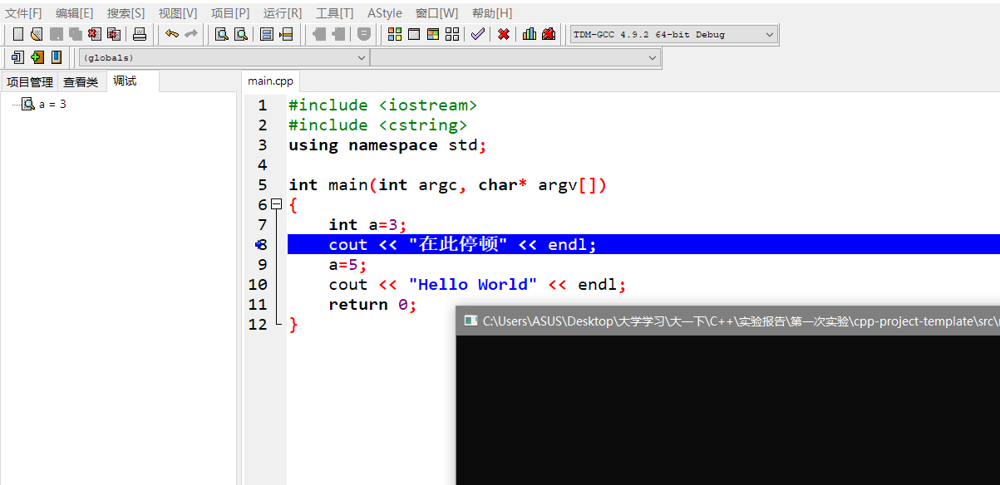 文件[F] 编辑[E] 搜索[S] 视图[V] 项目[P] 运行[R] 工具[T] AStyle 窗口[W] 帮助[H]
TDM-GCC 4.9.2 64-bit Debug
(globals)
项目管理 查看类 调试
a = 3
main.cpp
1 #include <iostream>
2 #include <cstring>
3 using namespace std;
4
5 int main(int argc, char* argv[])
6 {
7 int a=3;
8 cout << "在此停顿" << endl;
9 a=5;
10 cout << "Hello World" << endl;
11 return 0;
12 }
C:\Users\ASUS\Desktop\大学学习\大一下\C++\实验报告\第一次实验\cpp-project-template\src\